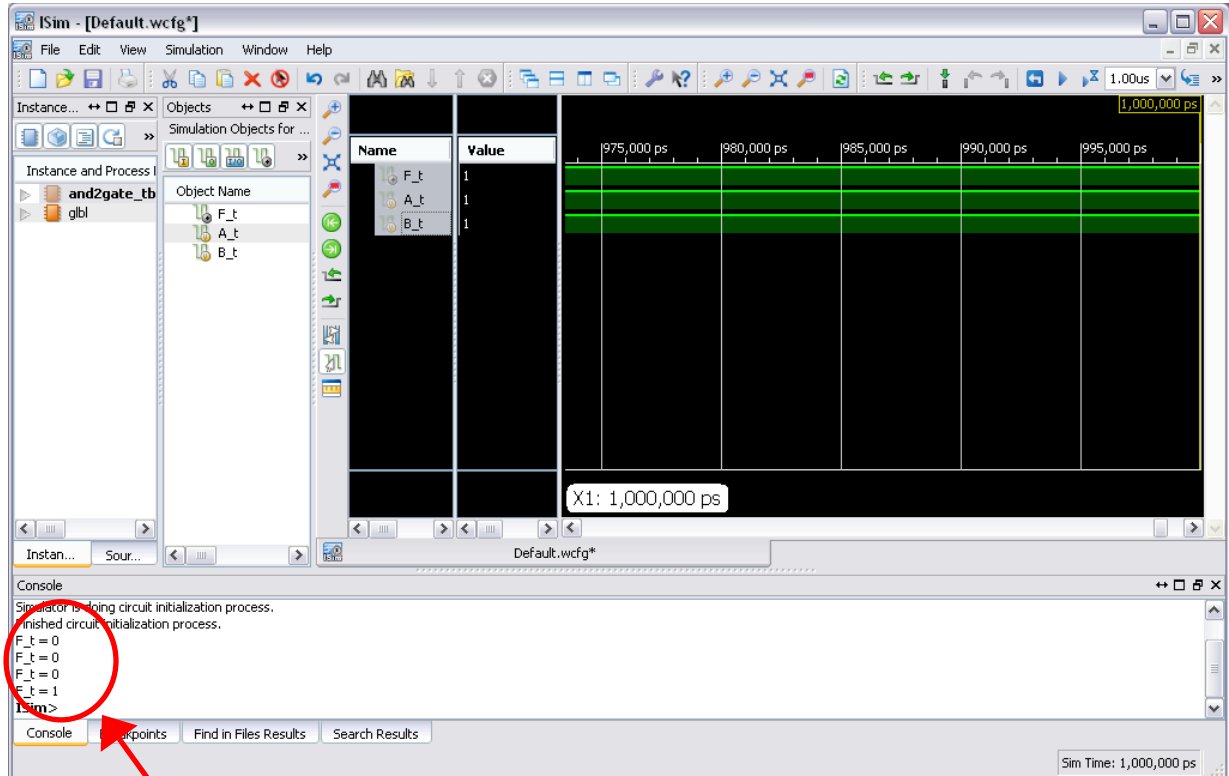 ISim - [Default.wcfg*]
File Edit View Simulation Window Help
1.00us
Instance...
Objects
Simulation Objects for ...
Instance and Process
and2gate_tb
glbl
Object Name
F_t
A_t
B_t
Name Value
F_t 1
A_t 1
B_t 1
1,000,000 ps
975,000 ps 980,000 ps 985,000 ps 990,000 ps 995,000 ps
X1: 1,000,000 ps
Instan... Sour...
Default.wcfg*
Console
Simulator is doing circuit initialization process.
Finished circuit initialization process.
F_t = 0
F_t = 0
F_t = 0
F_t = 1
ISim>
Console Breakpoints Find in Files Results Search Results
Sim Time: 1,000,000 ps